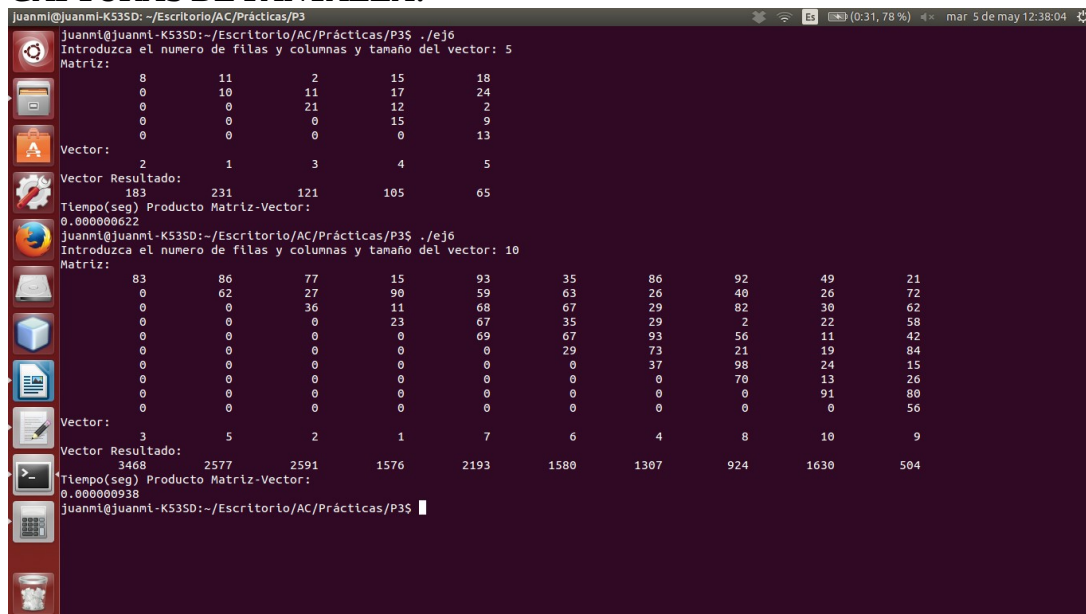 CAPTURAS DE PANTALLA:
juanmi@juanmi-K53SD: ~/Escritorio/AC/Prácticas/P3 Es (0:31, 78 %) mar 5 de may 12:38:04
juanmi@juanmi-K53SD:~/Escritorio/AC/Prácticas/P3$ ./ej6
Introduzca el numero de filas y columnas y tamaño del vector: 5
Matriz:
8 11 2 15 18
0 10 11 17 24
0 0 21 12 2
0 0 0 15 9
0 0 0 0 13
Vector:
2 1 3 4 5
Vector Resultado:
183 231 121 105 65
Tiempo(seg) Producto Matriz-Vector:
0.000000622
juanmi@juanmi-K53SD:~/Escritorio/AC/Prácticas/P3$ ./ej6
Introduzca el numero de filas y columnas y tamaño del vector: 10
Matriz:
83 86 77 15 93 35 86 92 49 21
0 62 27 90 59 63 26 40 26 72
0 0 36 11 68 67 29 82 30 62
0 0 0 23 67 35 29 2 22 58
0 0 0 0 69 67 93 56 11 42
0 0 0 0 0 29 73 21 19 84
0 0 0 0 0 0 37 98 24 15
0 0 0 0 0 0 0 70 13 26
0 0 0 0 0 0 0 0 91 80
0 0 0 0 0 0 0 0 0 56
Vector:
3 5 2 1 7 6 4 8 10 9
Vector Resultado:
3468 2577 2591 1576 2193 1580 1307 924 1630 504
Tiempo(seg) Producto Matriz-Vector:
0.000000938
juanmi@juanmi-K53SD:~/Escritorio/AC/Prácticas/P3$